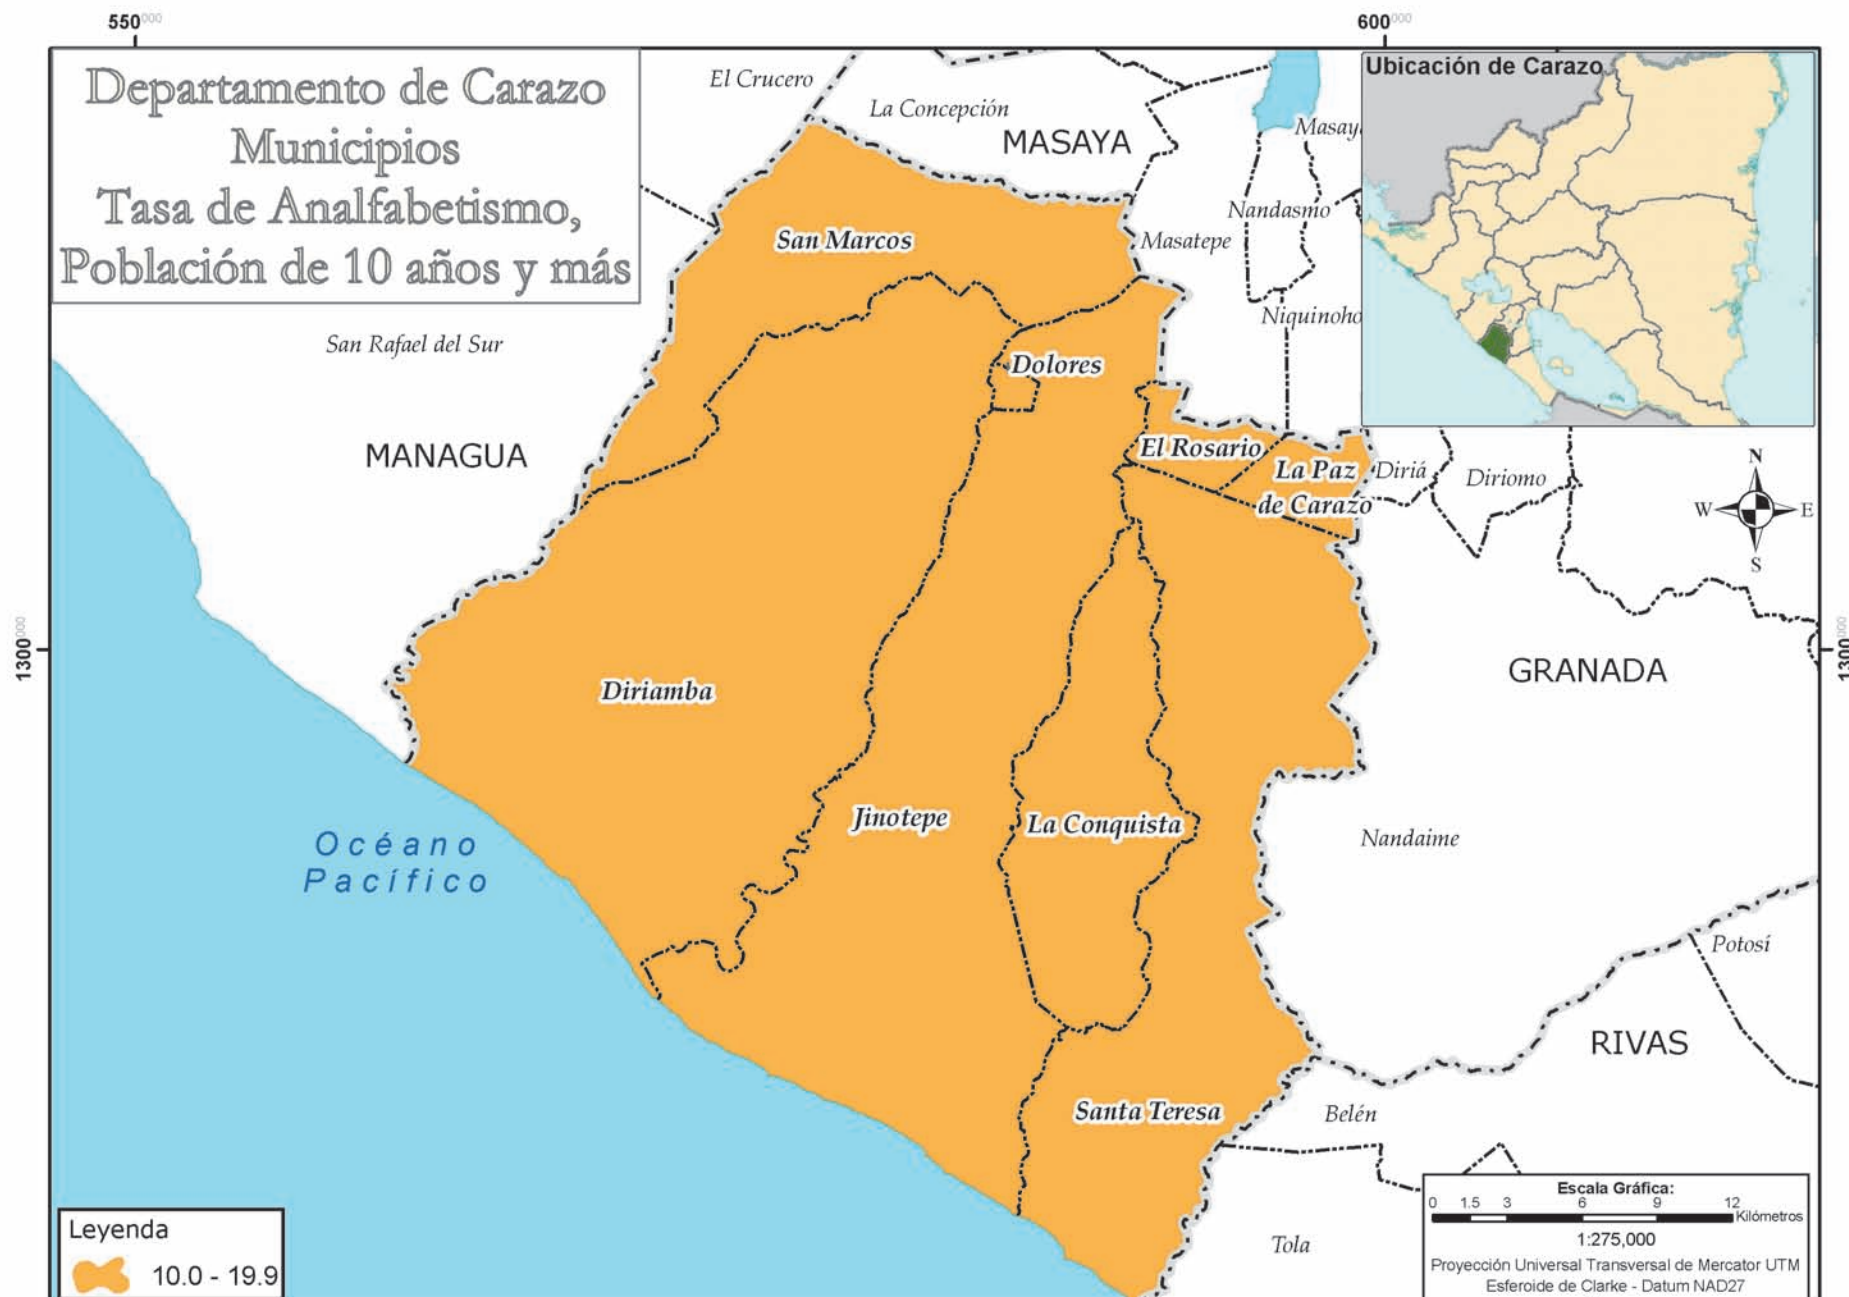 550000
600000
Departamento de Carazo
Municipios
Tasa de Analfabetismo,
Población de 10 años y más
El Crucero
La Concepción
MASAYA
Masaya
Ubicación de Carazo
San Marcos
Masatepe
Nandasmo
Niquinoho
San Rafael del Sur
Dolores
MANAGUA
El Rosario
La Paz
de Carazo
Diriá
Diriomo
N
W
E
S
1300000
1300000
GRANADA
Diriamba
Jinotepe
La Conquista
Nandaime
Océano
Pacífico
Potosí
RIVAS
Santa Teresa
Belén
Tola
Leyenda
10.0 - 19.9
Escala Gráfica:
0 1.5 3 6 9 12
Kilómetros
1:275,000
Proyección Universal Transversal de Mercator UTM
Esferoide de Clarke - Datum NAD27